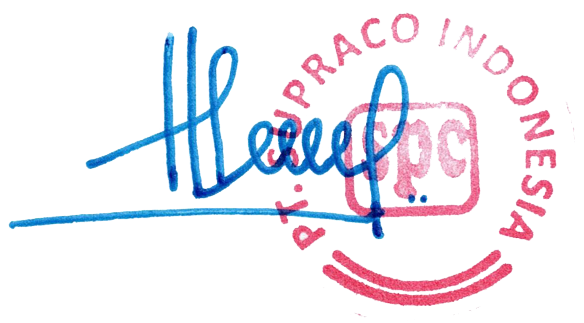 PT. SUPRACO INDONESIA
spc